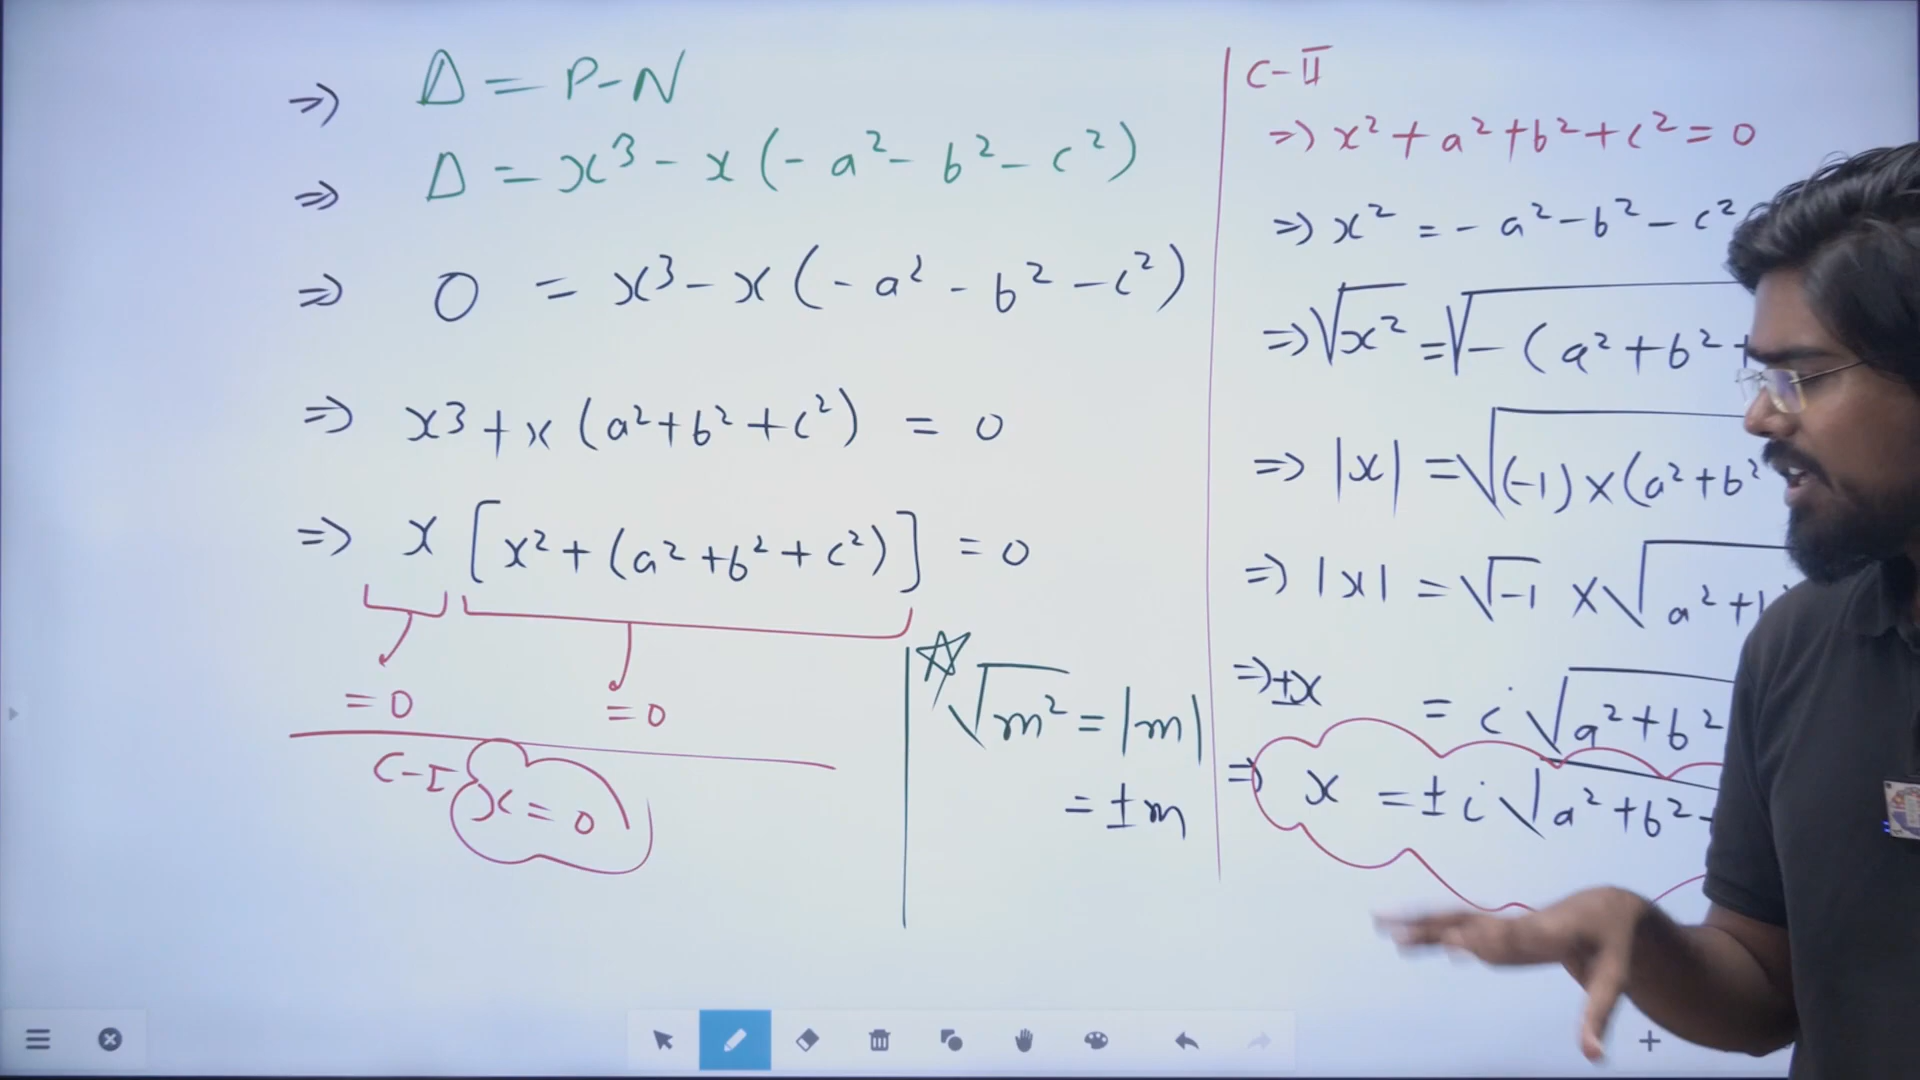 ⇒ Δ = P-N
⇒ Δ = x³ - x (- a² - b² - c²)
⇒ 0 = x³ - x (- a² - b² - c²)
⇒ x³ + x (a² + b² + c²) = 0
⇒ x [x² + (a² + b² + c²)] = 0
= 0
= 0
C-I x = 0
☆ √m² = |m|
= ±m
C-II
⇒ x² + a² + b² + c² = 0
⇒ x² = - a² - b² - c²
⇒ √x² = √-(a² + b² +
⇒ |x| = √(-1) × (a² + b²
⇒ |x| = √-1 × √a² +
⇒ ±x = i √a² + b²
⇒ x = ± i √a² + b² -